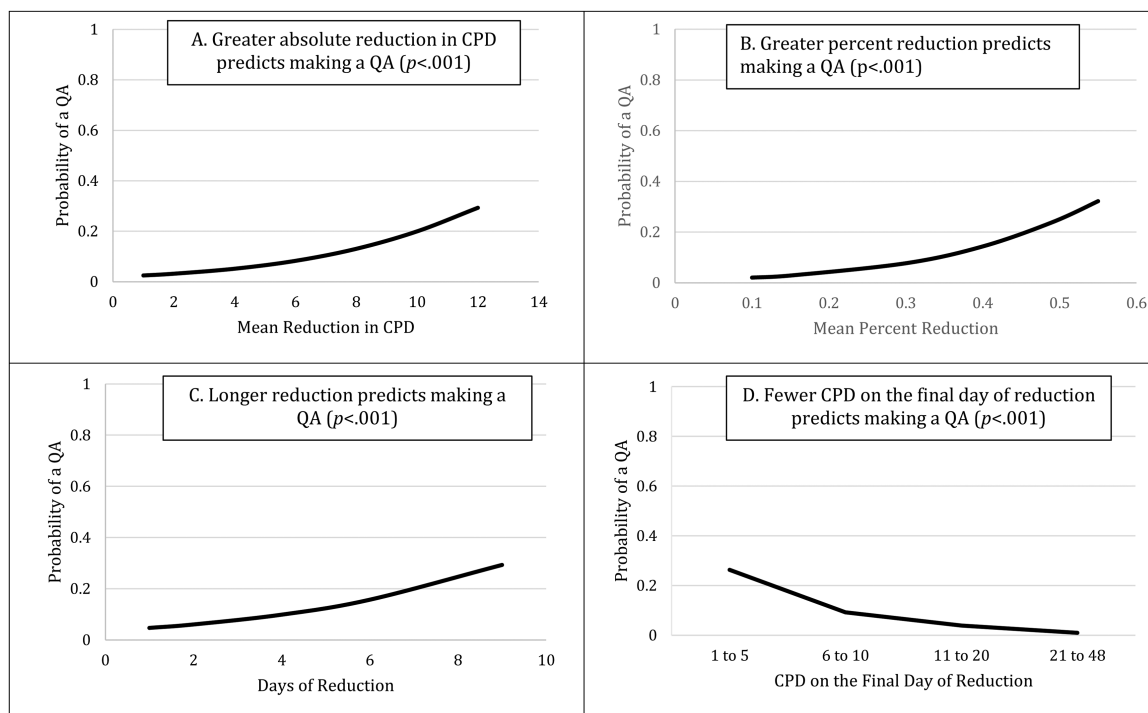 A. Greater absolute reduction in CPD
predicts making a QA (p<.001)
Probability of a QA
1
0.8
0.6
0.4
0.2
0
0 2 4 6 8 10 12 14
Mean Reduction in CPD
B. Greater percent reduction predicts
making a QA (p<.001)
Probability of a QA
1
0.8
0.6
0.4
0.2
0
0 0.1 0.2 0.3 0.4 0.5 0.6
Mean Percent Reduction
C. Longer reduction predicts making a
QA (p<.001)
Probability of a QA
1
0.8
0.6
0.4
0.2
0
0 2 4 6 8 10
Days of Reduction
D. Fewer CPD on the final day of reduction
predicts making a QA (p<.001)
Probability of a QA
1
0.8
0.6
0.4
0.2
0
1 to 5 6 to 10 11 to 20 21 to 48
CPD on the Final Day of Reduction